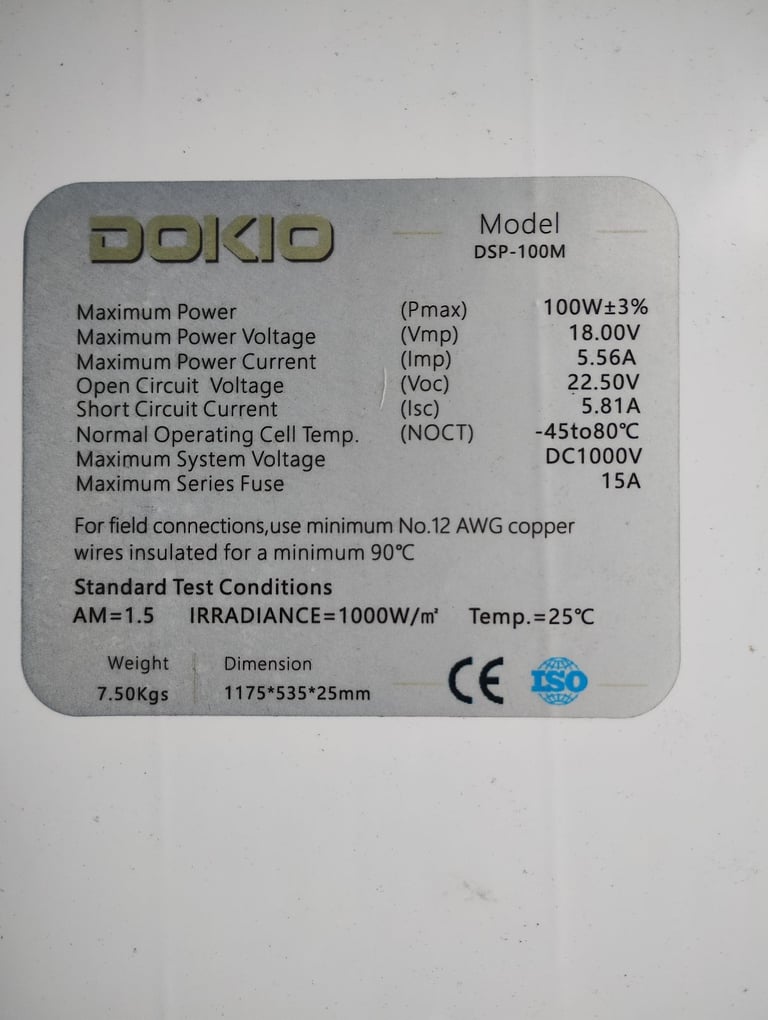 DOKIO
Model
DSP-100M
Maximum Power (Pmax) 100W±3%
Maximum Power Voltage (Vmp) 18.00V
Maximum Power Current (Imp) 5.56A
Open Circuit Voltage (Voc) 22.50V
Short Circuit Current (Isc) 5.81A
Normal Operating Cell Temp. (NOCT) -45to80℃
Maximum System Voltage DC1000V
Maximum Series Fuse 15A
For field connections,use minimum No.12 AWG copper
wires insulated for a minimum 90℃
Standard Test Conditions
AM=1.5 IRRADIANCE=1000W/㎡ Temp.=25℃
Weight Dimension
7.50Kgs 1175*535*25mm
CE ISO